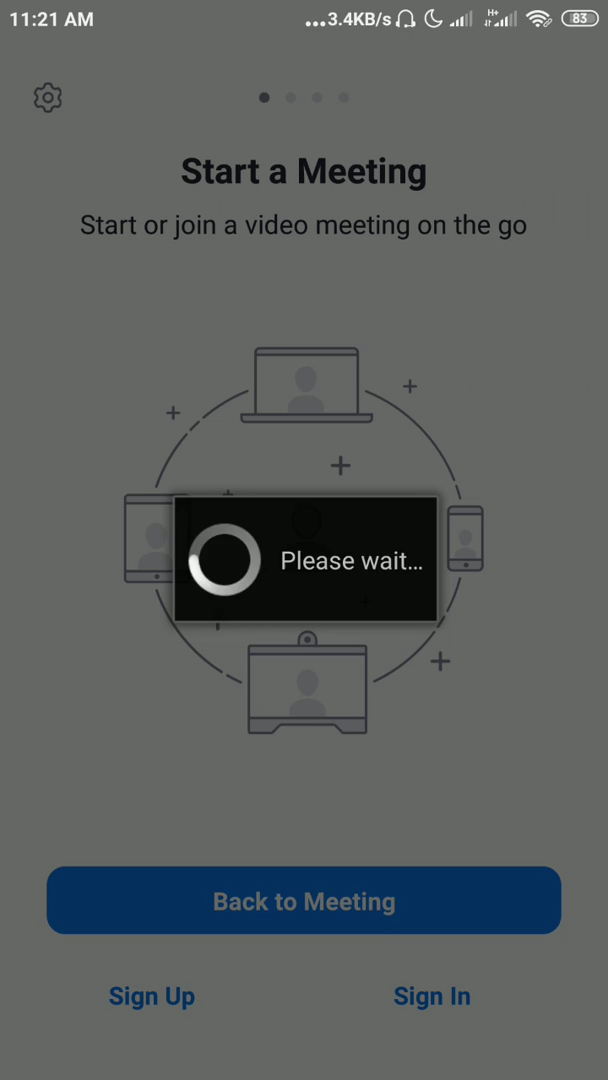 11:21 AM
...3.4KB/s
H+
83
Start a Meeting
Start or join a video meeting on the go
Please wait...
Back to Meeting
Sign Up
Sign In